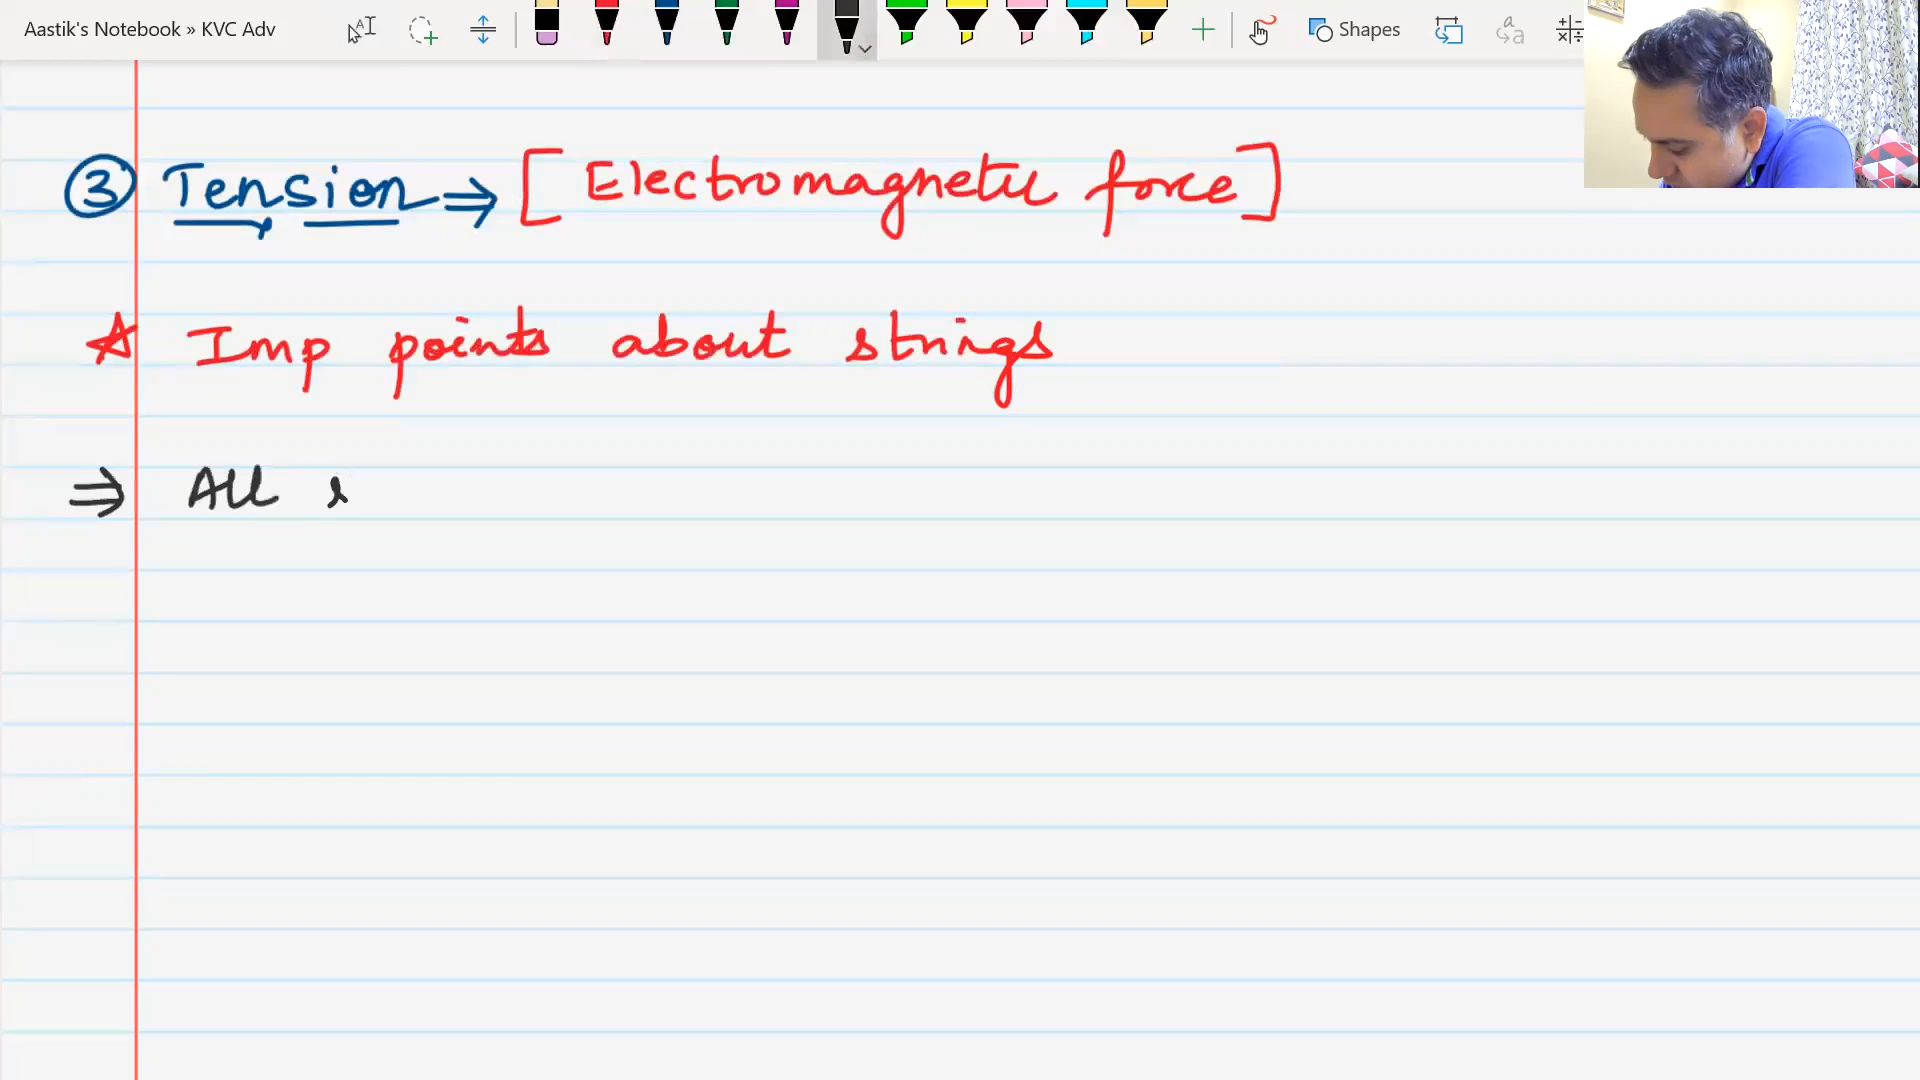 Aastik's Notebook » KVC Adv
Shapes
③ Tension ⇒ [Electromagnetic force]
☆ Imp points about strings
⇒ All s